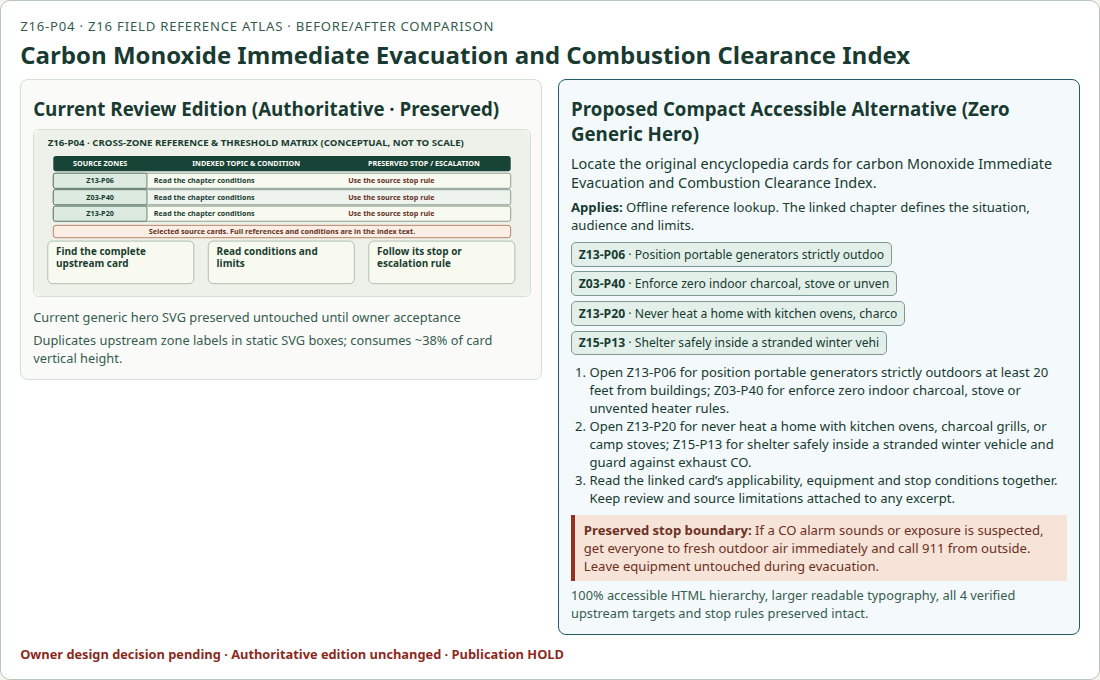 Z16-P04 · Z16 FIELD REFERENCE ATLAS · BEFORE/AFTER COMPARISON
Carbon Monoxide Immediate Evacuation and Combustion Clearance Index
Current Review Edition (Authoritative · Preserved)
Z16-P04 · CROSS-ZONE REFERENCE & THRESHOLD MATRIX (CONCEPTUAL, NOT TO SCALE)
SOURCE ZONES INDEXED TOPIC & CONDITION PRESERVED STOP / ESCALATION
Z13-P06 Read the chapter conditions Use the source stop rule
Z03-P40 Read the chapter conditions Use the source stop rule
Z13-P20 Read the chapter conditions Use the source stop rule
Selected source cards. Full references and conditions are in the index text.
Find the complete
upstream card
Read conditions and
limits
Follow its stop or
escalation rule
Current generic hero SVG preserved untouched until owner acceptance
Duplicates upstream zone labels in static SVG boxes; consumes ~38% of card
vertical height.
Proposed Compact Accessible Alternative (Zero
Generic Hero)
Locate the original encyclopedia cards for carbon Monoxide Immediate
Evacuation and Combustion Clearance Index.
Applies: Offline reference lookup. The linked chapter defines the situation,
audience and limits.
Z13-P06 · Position portable generators strictly outdoo
Z03-P40 · Enforce zero indoor charcoal, stove or unven
Z13-P20 · Never heat a home with kitchen ovens, charco
Z15-P13 · Shelter safely inside a stranded winter vehi
1. Open Z13-P06 for position portable generators strictly outdoors at least 20
feet from buildings; Z03-P40 for enforce zero indoor charcoal, stove or
unvented heater rules.
2. Open Z13-P20 for never heat a home with kitchen ovens, charcoal grills, or
camp stoves; Z15-P13 for shelter safely inside a stranded winter vehicle and
guard against exhaust CO.
3. Read the linked card’s applicability, equipment and stop conditions together.
Keep review and source limitations attached to any excerpt.
Preserved stop boundary: If a CO alarm sounds or exposure is suspected,
get everyone to fresh outdoor air immediately and call 911 from outside.
Leave equipment untouched during evacuation.
100% accessible HTML hierarchy, larger readable typography, all 4 verified
upstream targets and stop rules preserved intact.
Owner design decision pending · Authoritative edition unchanged · Publication HOLD